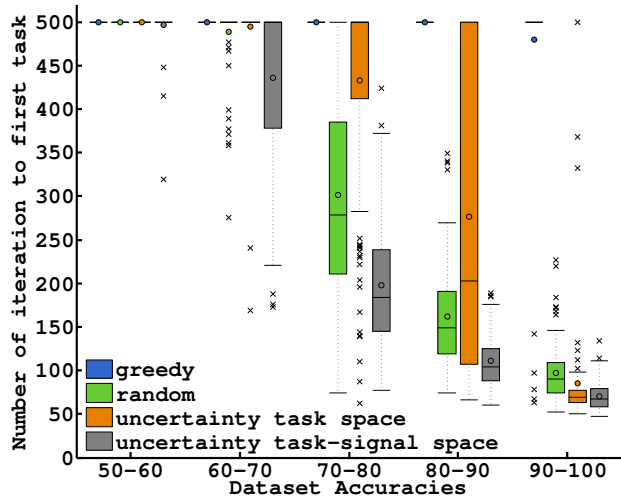 Number of iteration to first task
500
450
400
350
300
250
200
150
100
50
0
greedy
random
uncertainty task space
uncertainty task-signal space
50-60
60-70
70-80
80-90
90-100
Dataset Accuracies